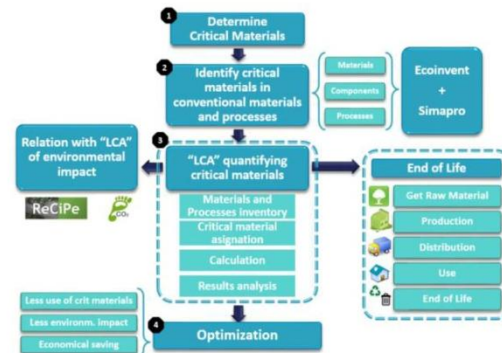 1
Determine
Critical Materials
2
Identify critical
materials in
conventional materials
and processes
Materials
Components
Processes
Ecoinvent
+
Simapro
Relation with "LCA"
of environmental
impact
ReCiPe
CO₂
3
"LCA" quantifying
critical materials
Materials and
Processes inventory
Critical material
asignation
Calculation
Results analysis
End of Life
Get Raw Material
Production
Distribution
Use
End of Life
Less use of crit materials
Less environm. impact
Economical saving
4
Optimization